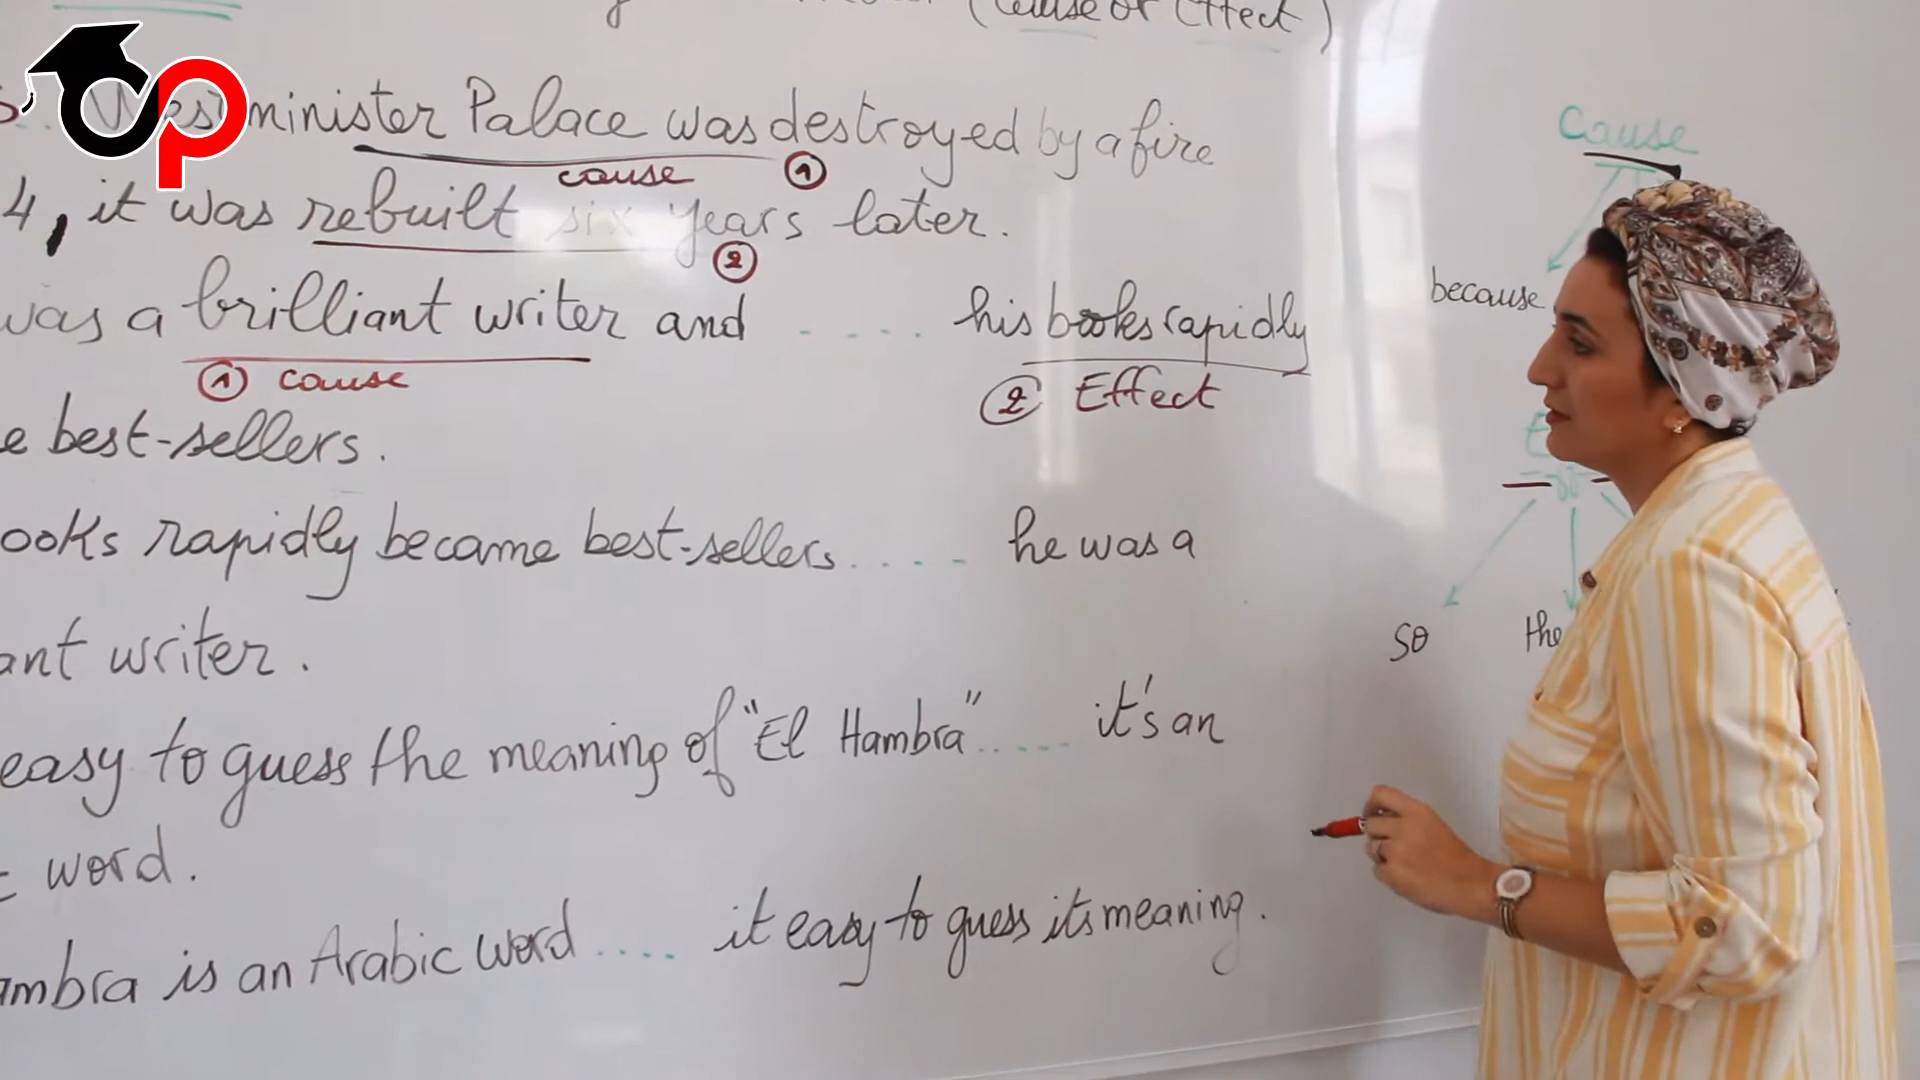 (Cause or Effect)
Westminister Palace was destroyed by a fire
cause 1
4, it was rebuilt six years later.
2
was a brilliant writer and .... his books rapidly
1 cause
2 Effect
e best-sellers.
ooks rapidly became best-sellers.... he was a
ant writer.
easy to guess the meaning of "El Hambra"..... it's an
word.
ambra is an Arabic word .... it easy to guess its meaning.
Cause
because
so
the